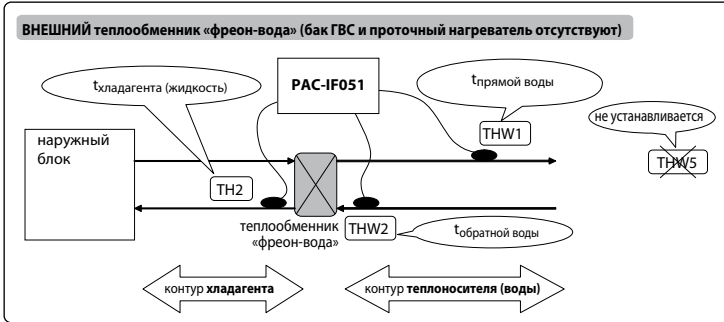 ВНЕШНИЙ теплообменник «фреон-вода» (бак ГВС и проточный нагреватель отсутствуют)
tхладагента (жидкость)
PAC-IF051
tпрямой воды
THW1
не устанавливается
THW5
наружный
блок
TH2
теплообменник
«фреон-вода»
THW2
tобратной воды
контур хладагента
контур теплоносителя (воды)